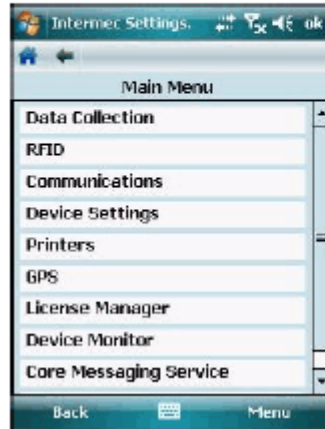 Intermec Settings. ok
Main Menu
Data Collection
RFID
Communications
Device Settings
Printers
GPS
License Manager
Device Monitor
Core Messaging Service
Back Menu